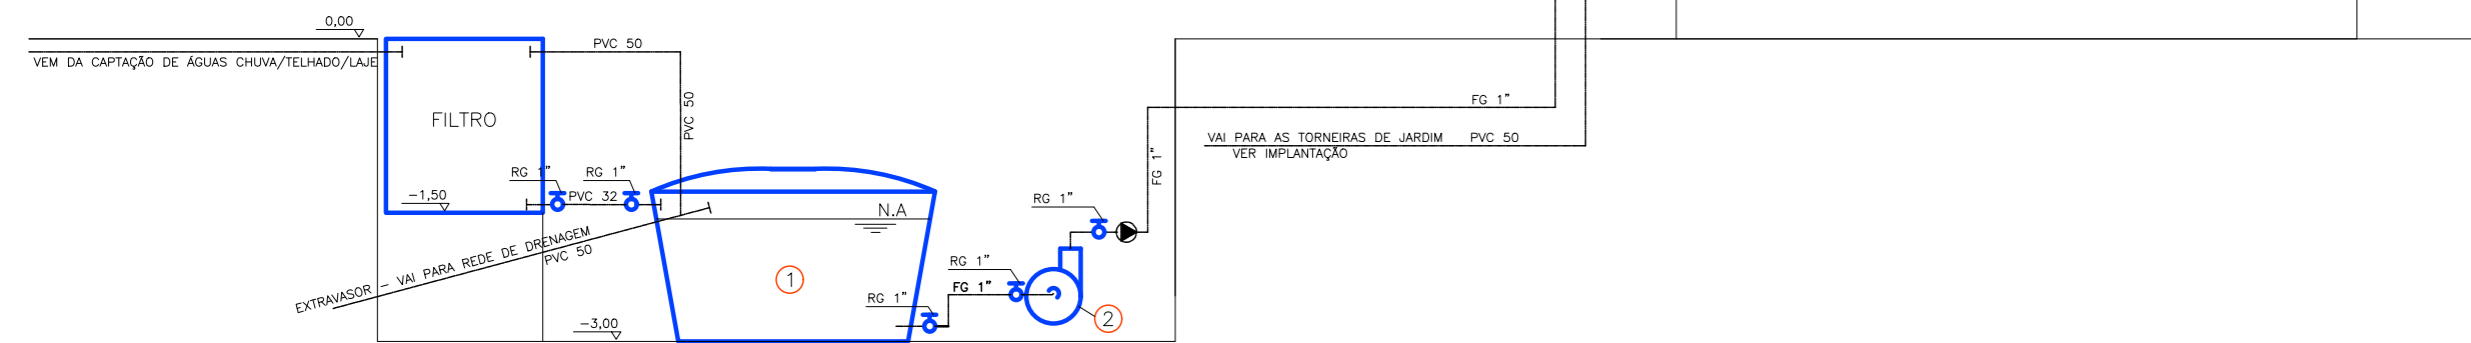 0,00
PVC 50
VEM DA CAPTAÇÃO DE ÁGUAS CHUVA/TELHADO/LAJE
FILTRO
PVC 50
FG 1"
VAI PARA AS TORNEIRAS DE JARDIM PVC 50
VER IMPLANTAÇÃO
FG 1"
RG 1"
RG 1"
−1,50
PVC 32
RG 1"
N.A
EXTRAVASOR − VAI PARA REDE DE DRENAGEM
PVC 50
RG 1"
1
FG 1"
RG 1"
2
−3,00